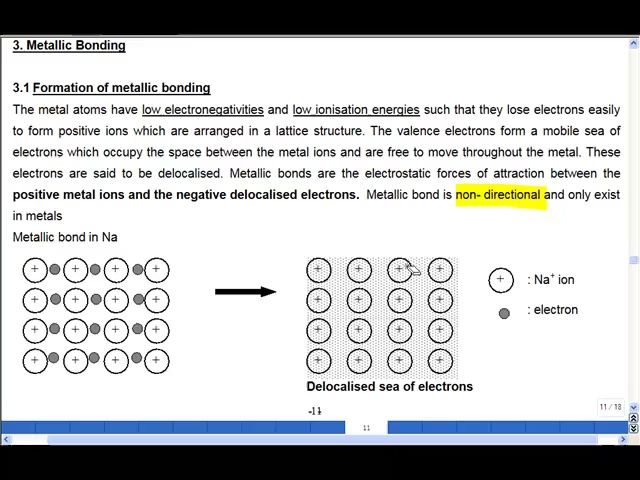 3. Metallic Bonding
3.1 Formation of metallic bonding
The metal atoms have low electronegativities and low ionisation energies such that they lose electrons easily
to form positive ions which are arranged in a lattice structure. The valence electrons form a mobile sea of
electrons which occupy the space between the metal ions and are free to move throughout the metal. These
electrons are said to be delocalised. Metallic bonds are the electrostatic forces of attraction between the
positive metal ions and the negative delocalised electrons. Metallic bond is non- directional and only exist
in metals
Metallic bond in Na
+ + + + + + + +
+ + + + + + + +
+ + + + + + + +
+ + + + + + + +
+ : Na+ ion
: electron
Delocalised sea of electrons
-11
11 / 18
11